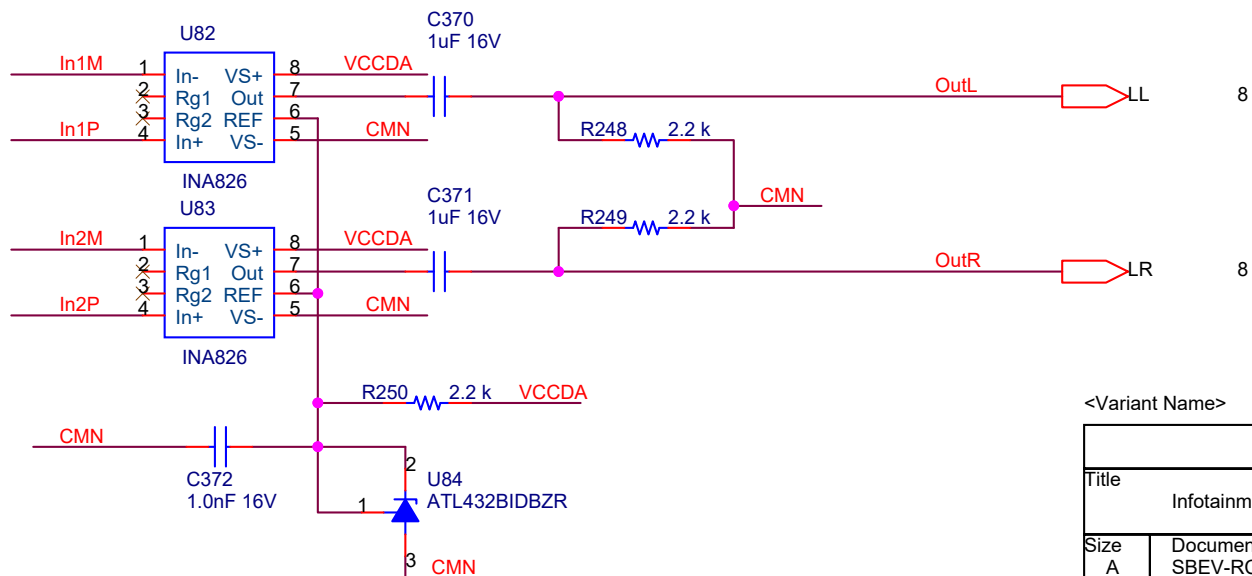 U82
C370
1uF 16V
In1M 1 In- VS+ 8 VCCDA
2 Rg1 Out 7 OutL LL 8
3 Rg2 REF 6
In1P 4 In+ VS- 5 CMN
R248 2.2 k
INA826
U83
C371
1uF 16V
CMN
R249 2.2 k
In2M 1 In- VS+ 8 VCCDA
2 Rg1 Out 7 OutR LR 8
3 Rg2 REF 6
In2P 4 In+ VS- 5 CMN
INA826
R250 2.2 k VCCDA
<Variant Name>
CMN
C372
1.0nF 16V
2 U84
1 ATL432BIDBZR
3 CMN
Title
Infotainm
Size
A
Documen
SBEV-RC